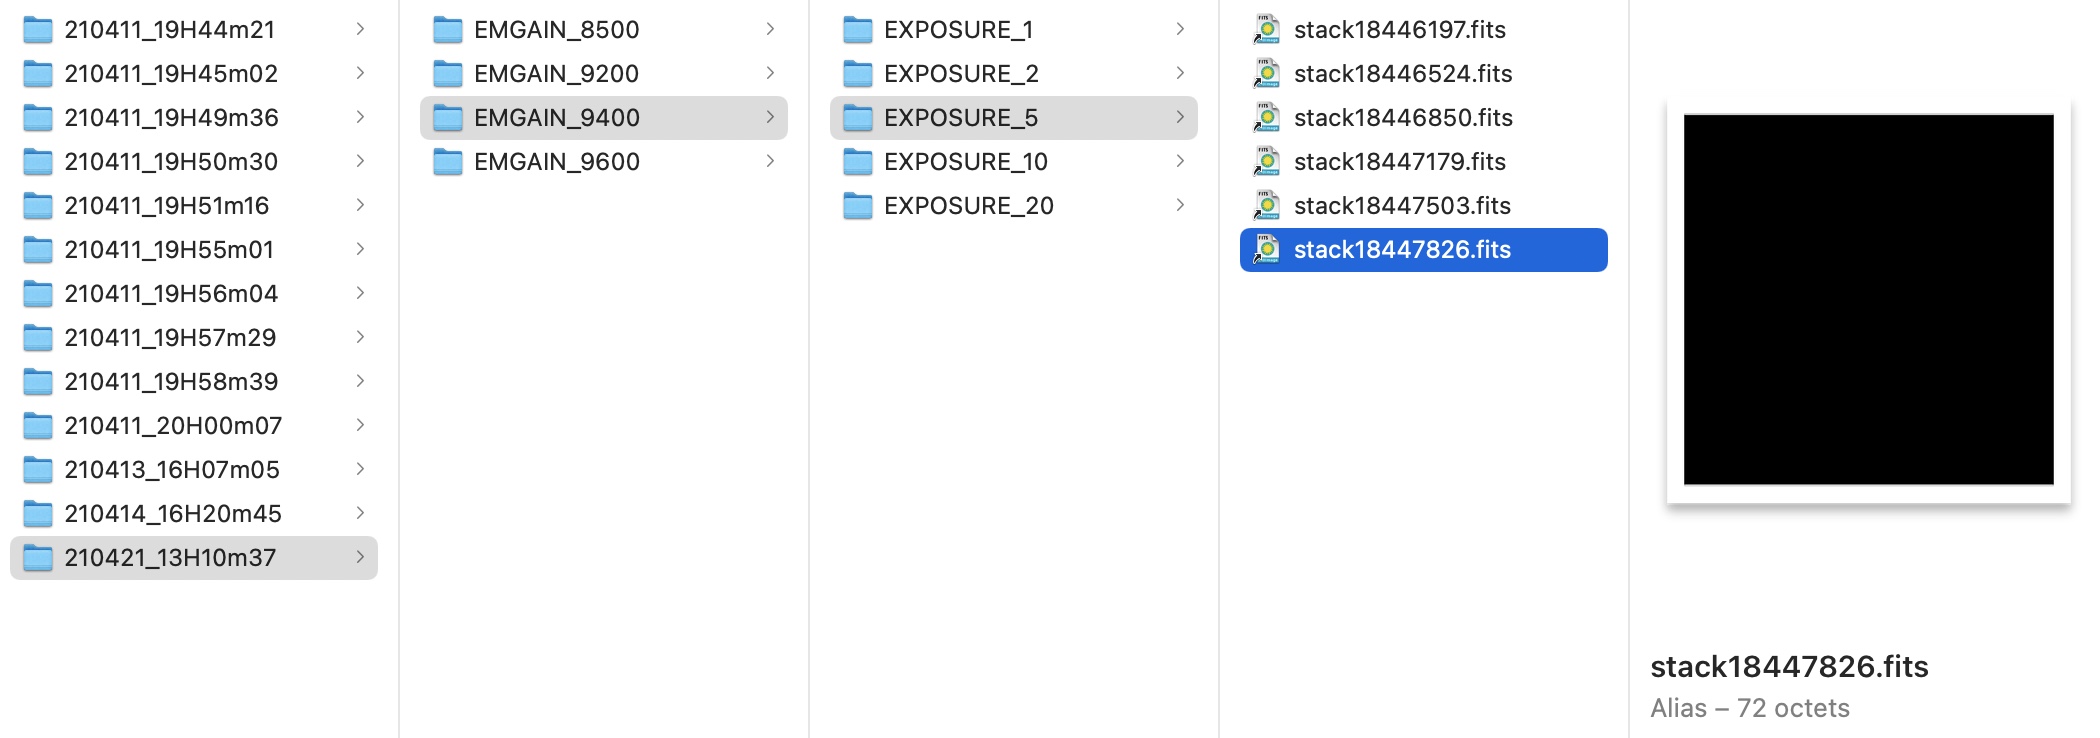 210411_19H44m21
210411_19H45m02
210411_19H49m36
210411_19H50m30
210411_19H51m16
210411_19H55m01
210411_19H56m04
210411_19H57m29
210411_19H58m39
210411_20H00m07
210413_16H07m05
210414_16H20m45
210421_13H10m37
EMGAIN_8500
EMGAIN_9200
EMGAIN_9400
EMGAIN_9600
EXPOSURE_1
EXPOSURE_2
EXPOSURE_5
EXPOSURE_10
EXPOSURE_20
stack18446197.fits
stack18446524.fits
stack18446850.fits
stack18447179.fits
stack18447503.fits
stack18447826.fits
stack18447826.fits
Alias – 72 octets